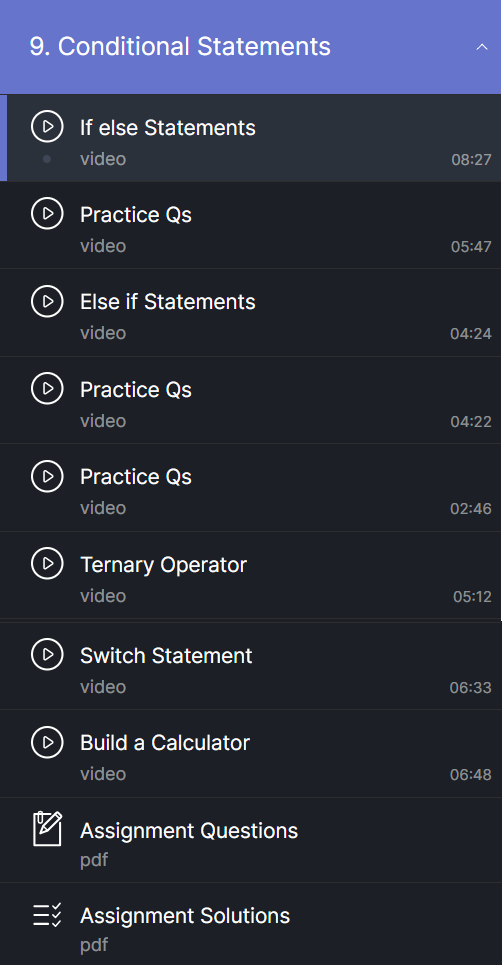 9. Conditional Statements
If else Statements
video 08:27
Practice Qs
video 05:47
Else if Statements
video 04:24
Practice Qs
video 04:22
Practice Qs
video 02:46
Ternary Operator
video 05:12
Switch Statement
video 06:33
Build a Calculator
video 06:48
Assignment Questions
pdf
Assignment Solutions
pdf